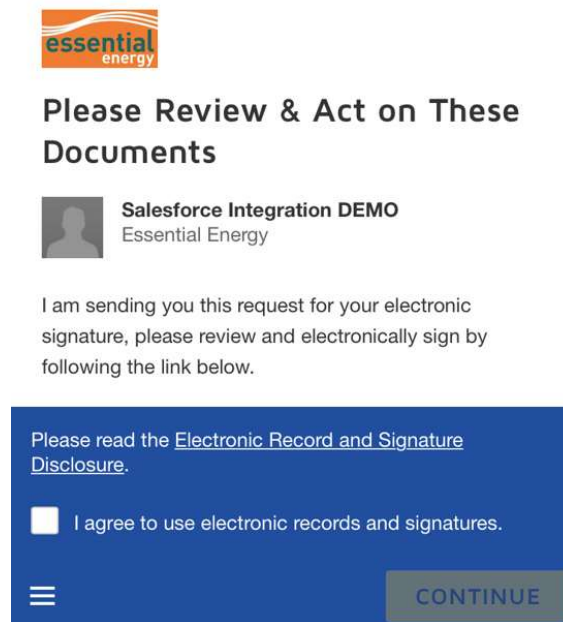 essential
energy
Please Review & Act on These
Documents
Salesforce Integration DEMO
Essential Energy
I am sending you this request for your electronic
signature, please review and electronically sign by
following the link below.
Please read the Electronic Record and Signature
Disclosure.
I agree to use electronic records and signatures.
CONTINUE